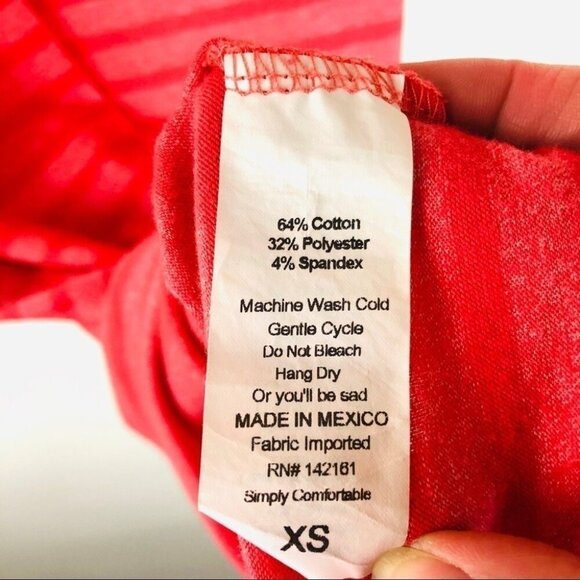 64% Cotton
32% Polyester
4% Spandex
Machine Wash Cold
Gentle Cycle
Do Not Bleach
Hang Dry
Or you'll be sad
MADE IN MEXICO
Fabric Imported
RN# 142161
Simply Comfortable
XS